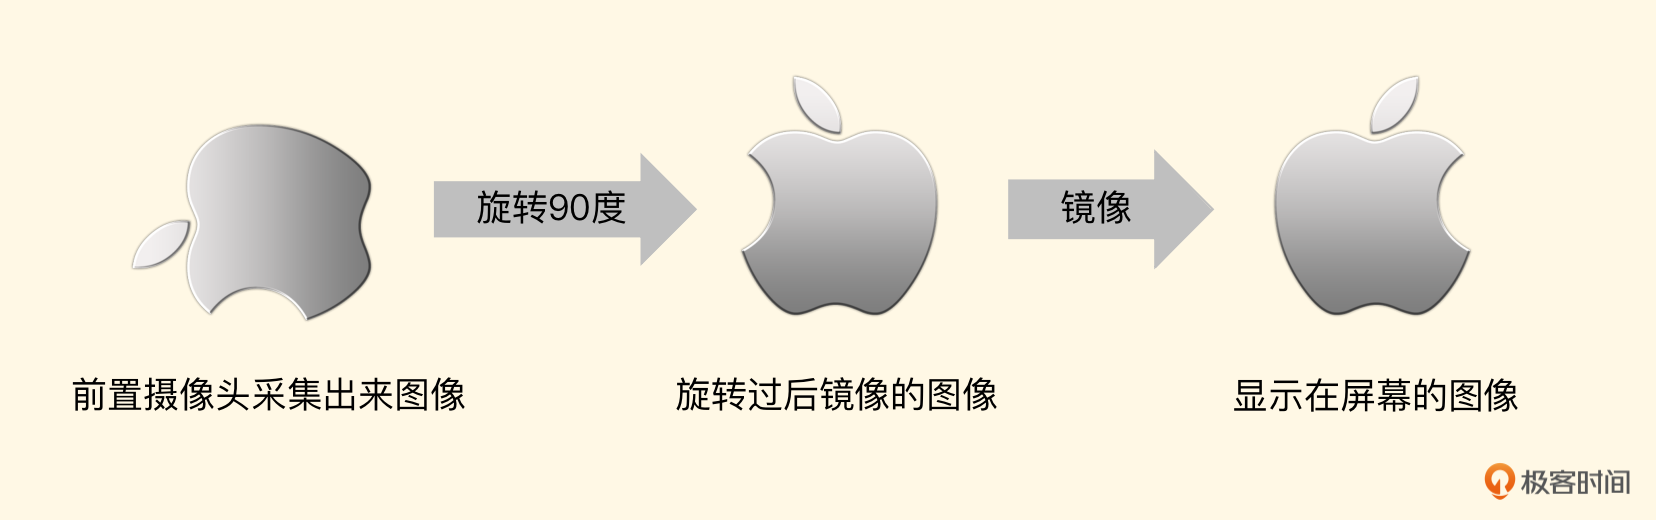 旋转90度
镜像
前置摄像头采集出来图像
旋转过后镜像的图像
显示在屏幕的图像
极客时间